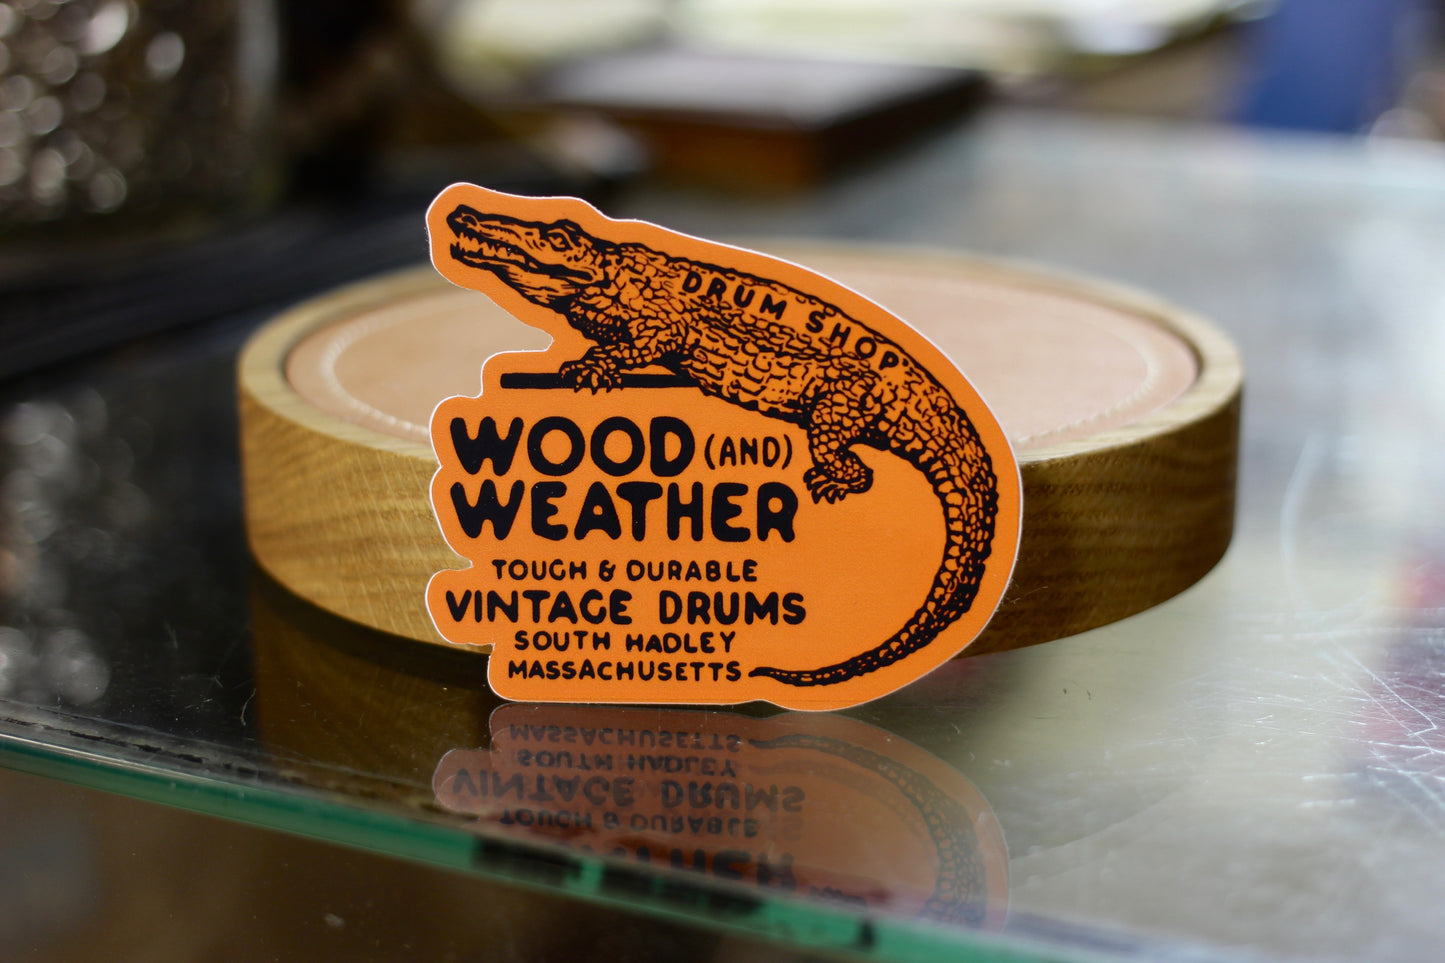 DRUM SHOP
WOOD (AND)
WEATHER
TOUGH & DURABLE
VINTAGE DRUMS
SOUTH HADLEY
MASSACHUSETTS